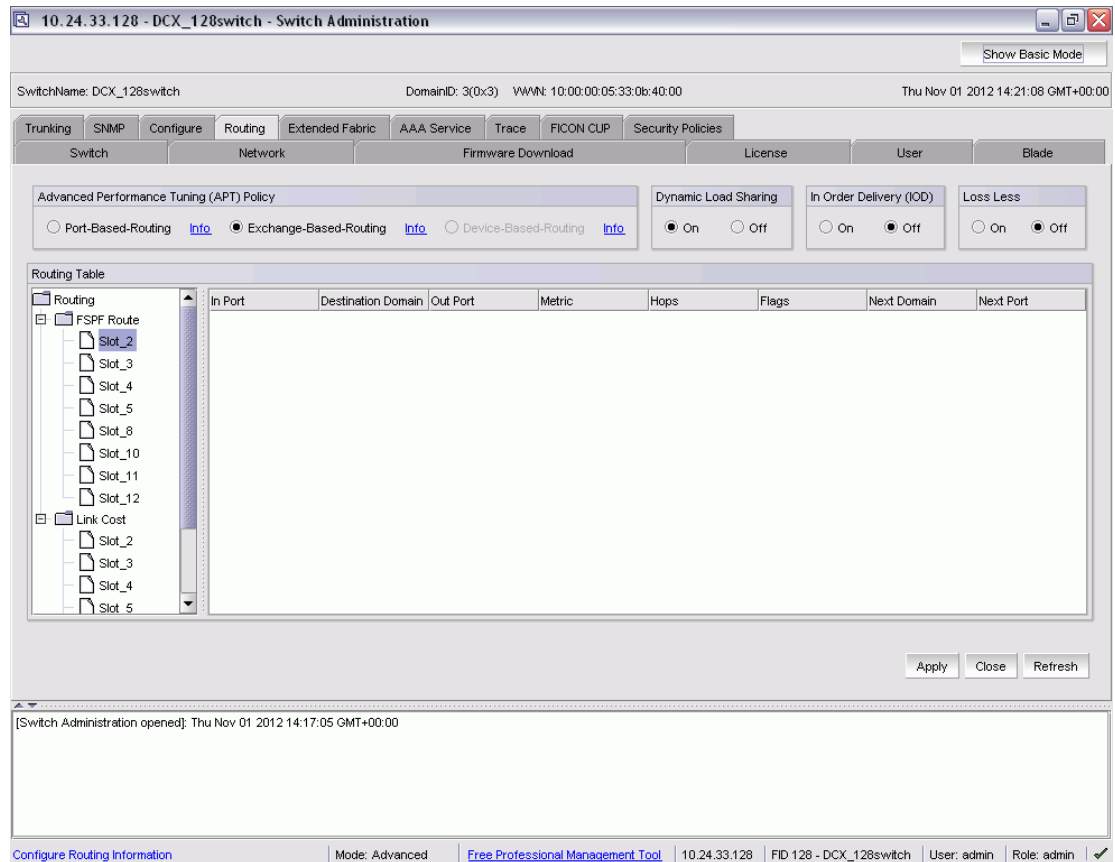 10.24.33.128 - DCX_128switch - Switch Administration
Show Basic Mode
SwitchName: DCX_128switch DomainID: 3(0x3) WWN: 10:00:00:05:33:0b:40:00 Thu Nov 01 2012 14:21:08 GMT+00:00
Trunking SNMP Configure Routing Extended Fabric AAA Service Trace FICON CUP Security Policies
Switch Network Firmware Download License User Blade
Advanced Performance Tuning (APT) Policy Dynamic Load Sharing In Order Delivery (IOD) Loss Less
Port-Based-Routing Info Exchange-Based-Routing Info Device-Based-Routing Info On Off On Off On Off
Routing Table
Routing In Port Destination Domain Out Port Metric Hops Flags Next Domain Next Port
FSPF Route
Slot_2
Slot_3
Slot_4
Slot_5
Slot_8
Slot_10
Slot_11
Slot_12
Link Cost
Slot_2
Slot_3
Slot_4
Slot_5
Apply Close Refresh
[Switch Administration opened]: Thu Nov 01 2012 14:17:05 GMT+00:00
Configure Routing Information Mode: Advanced Free Professional Management Tool 10.24.33.128 FID 128 - DCX_128switch User: admin Role: admin